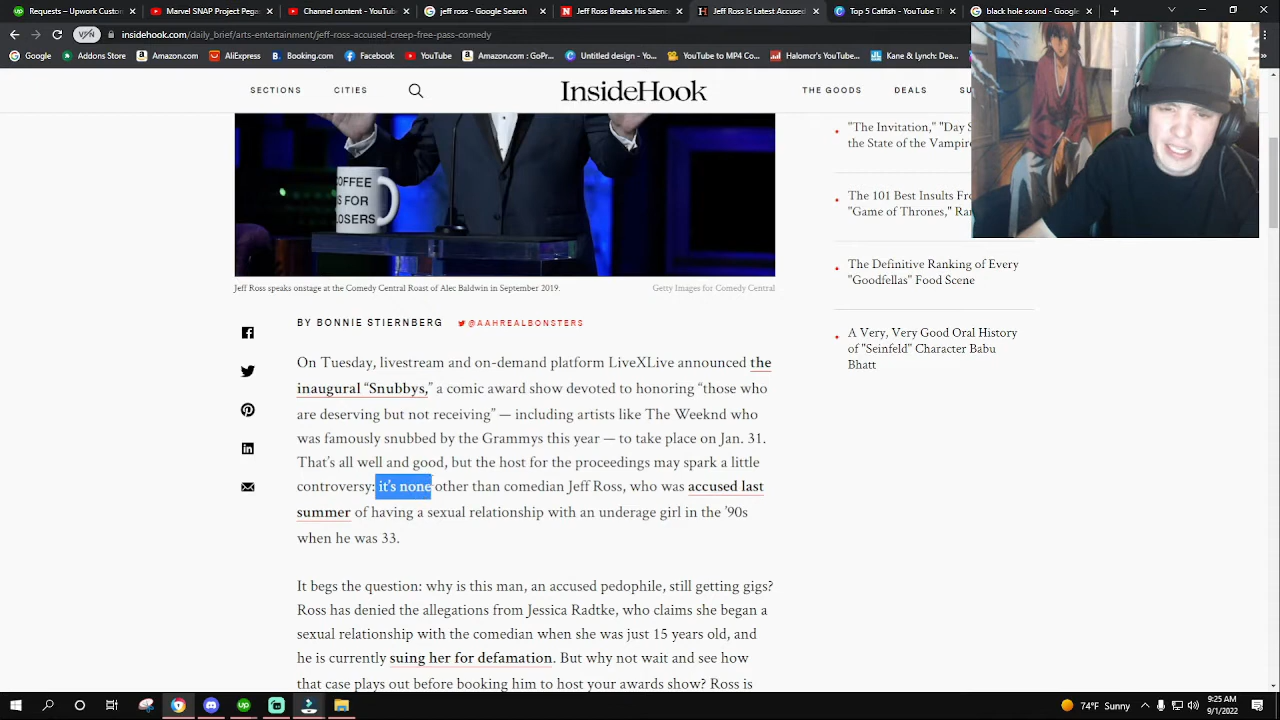 Requests - Upwork Custom
Marvel SNAP Project Begin
Channel content - YouTube
jeff ross - Google Search
Jeff Ross Breaks His Silen
Jeff Ross Is Latest Accused
Top 5 Catfish - YouTube Th
black hole - Google
insidehook.com/daily_brief/arts-entertainment/jeff-ross-accused-creep-free-pass-comedy
Google
Addons Store
Amazon.com
AliExpress
Booking.com
Facebook
YouTube
Amazon.com : GoPr...
Untitled design - Yo...
YouTube to MP4 Co...
Halomcr's YouTube...
Kane & Lynch: Dea...
SECTIONS
CITIES
InsideHook
THE GOODS
DEALS
"The Invitation," "Day S
the State of the Vampire
The 101 Best Insults Fro
"Game of Thrones," Ran
The Definitive Ranking of Every
"Goodfellas" Food Scene
A Very, Very Good Oral History
of "Seinfeld" Character Babu
Bhatt
COFFEE
IS FOR
LOSERS
Jeff Ross speaks onstage at the Comedy Central Roast of Alec Baldwin in September 2019.
Getty Images for Comedy Central
BY BONNIE STIERNBERG
@AAHREALBONSTERS
On Tuesday, livestream and on-demand platform LiveXLive announced the
inaugural “Snubbys,” a comic award show devoted to honoring “those who
are deserving but not receiving” — including artists like The Weeknd who
was famously snubbed by the Grammys this year — to take place on Jan. 31.
That’s all well and good, but the host for the proceedings may spark a little
controversy: it’s none other than comedian Jeff Ross, who was accused last
summer of having a sexual relationship with an underage girl in the ’90s
when he was 33.
It begs the question: why is this man, an accused pedophile, still getting gigs?
Ross has denied the allegations from Jessica Radtke, who claims she began a
sexual relationship with the comedian when she was just 15 years old, and
he is currently suing her for defamation. But why not wait and see how
that case plays out before booking him to host your awards show? Ross is
74°F Sunny
9:25 AM
9/1/2022